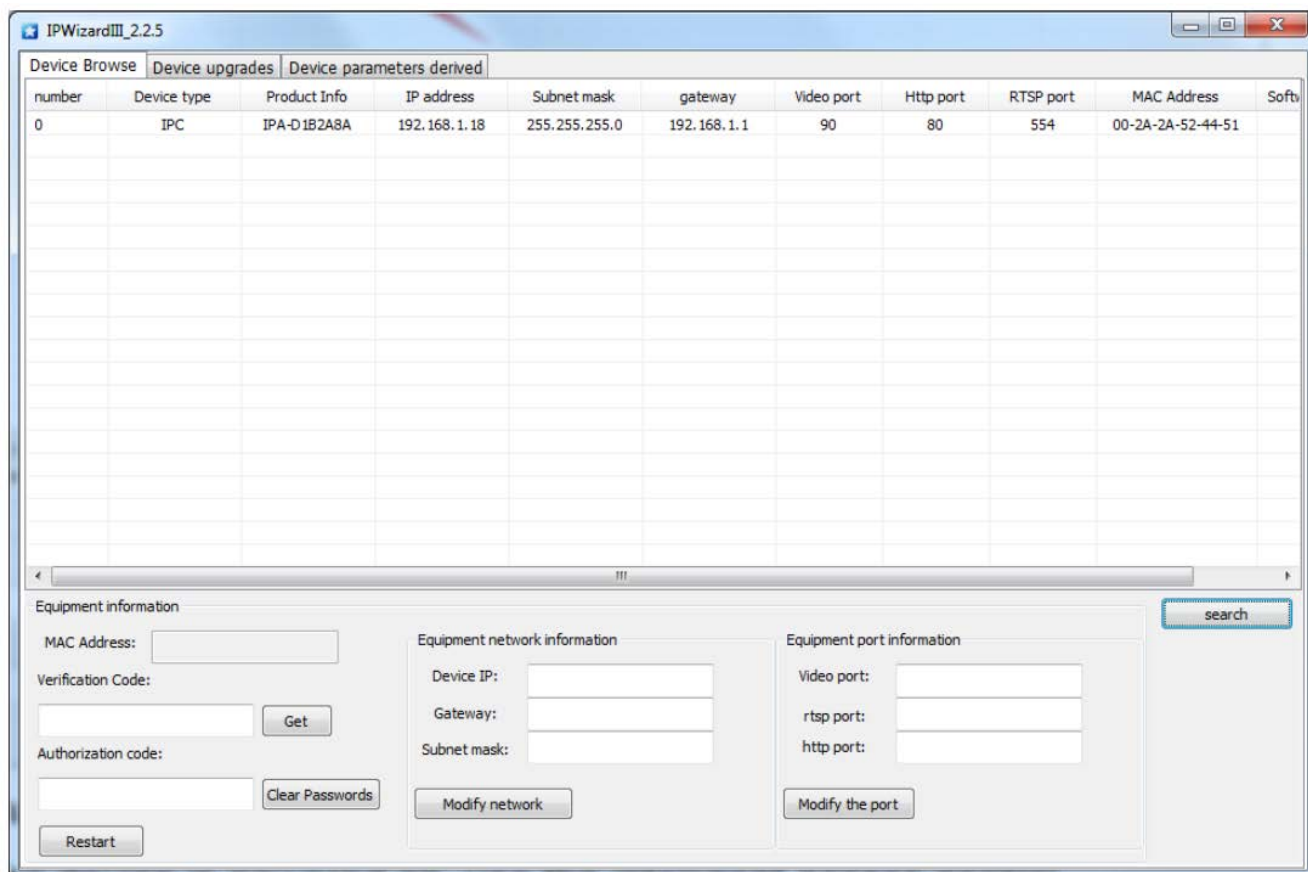 IPWizardIII_2.2.5
Device Browse Device upgrades Device parameters derived
number Device type Product Info IP address Subnet mask gateway Video port Http port RTSP port MAC Address Softw
0 IPC IPA-D1B2A8A 192.168.1.18 255.255.255.0 192.168.1.1 90 80 554 00-2A-2A-52-44-51
Equipment information
search
MAC Address:
Verification Code:
Get
Authorization code:
Clear Passwords
Restart
Equipment network information
Device IP:
Gateway:
Subnet mask:
Modify network
Equipment port information
Video port:
rtsp port:
http port:
Modify the port